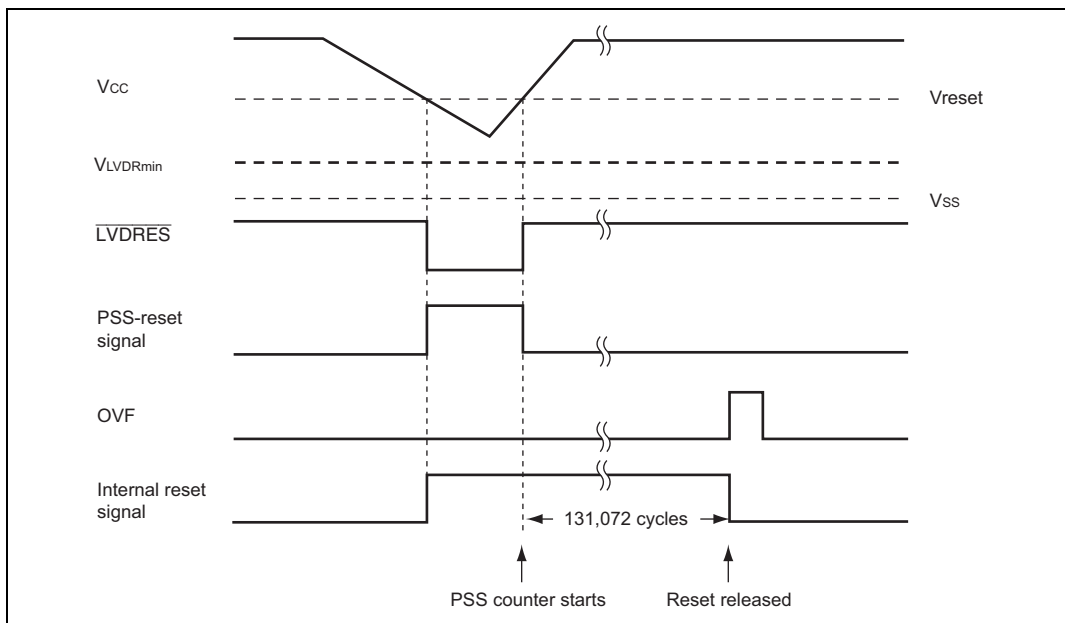 Vcc
Vreset
VLVDRmin
Vss
LVDRES
PSS-reset
signal
OVF
Internal reset
signal
131,072 cycles
PSS counter starts
Reset released